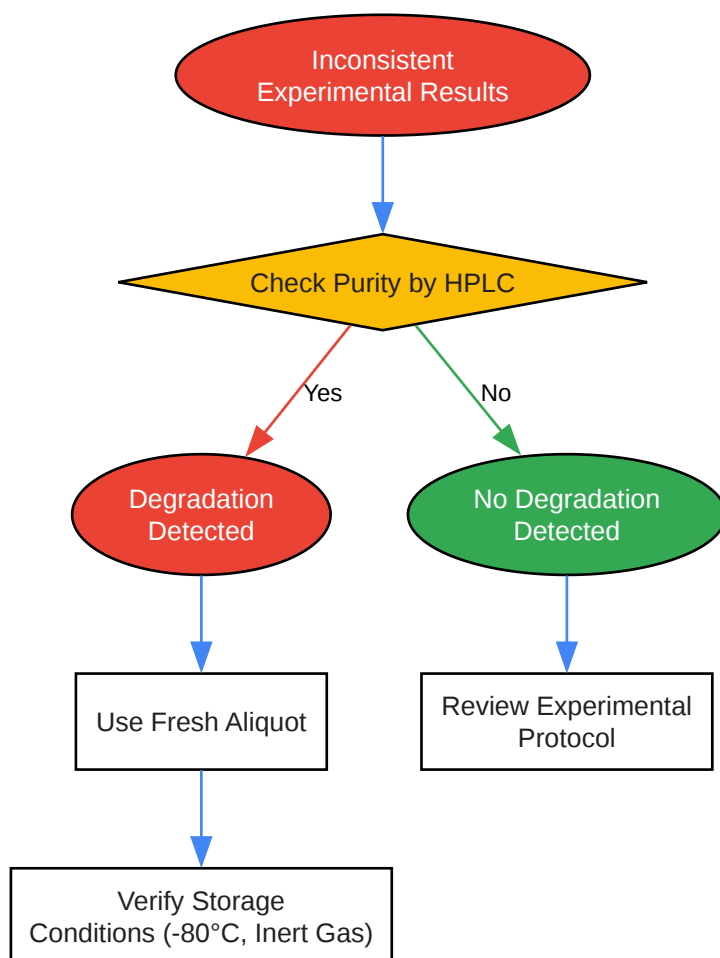 Inconsistent
Experimental Results
Check Purity by HPLC
Yes
No
Degradation
Detected
No Degradation
Detected
Use Fresh Aliquot
Review Experimental
Protocol
Verify Storage
Conditions (-80°C, Inert Gas)